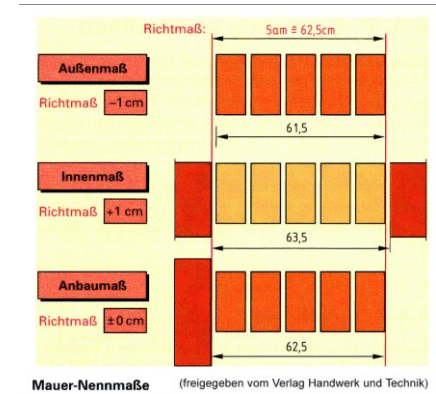 Richtmaß: 5am ≙ 62,5cm
Außenmaß
Richtmaß −1 cm
61,5
Innenmaß
Richtmaß +1 cm
63,5
Anbaumaß
Richtmaß ±0 cm
62,5
Mauer-Nennmaße (freigegeben vom Verlag Handwerk und Technik)